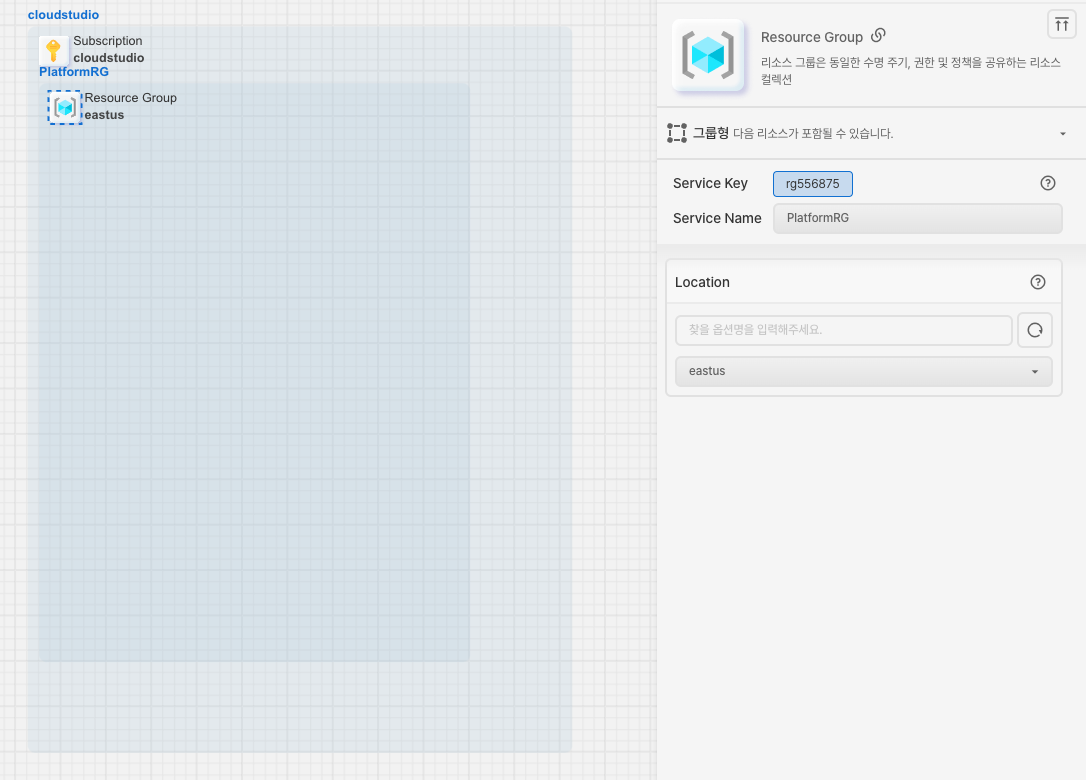 cloudstudio
Subscription
cloudstudio
PlatformRG
Resource Group
eastus
Resource Group
리소스 그룹은 동일한 수명 주기, 권한 및 정책을 공유하는 리소스
컬렉션
그룹형 다음 리소스가 포함될 수 있습니다.
Service Key rg556875
Service Name PlatformRG
Location
찾을 옵션명을 입력해주세요.
eastus